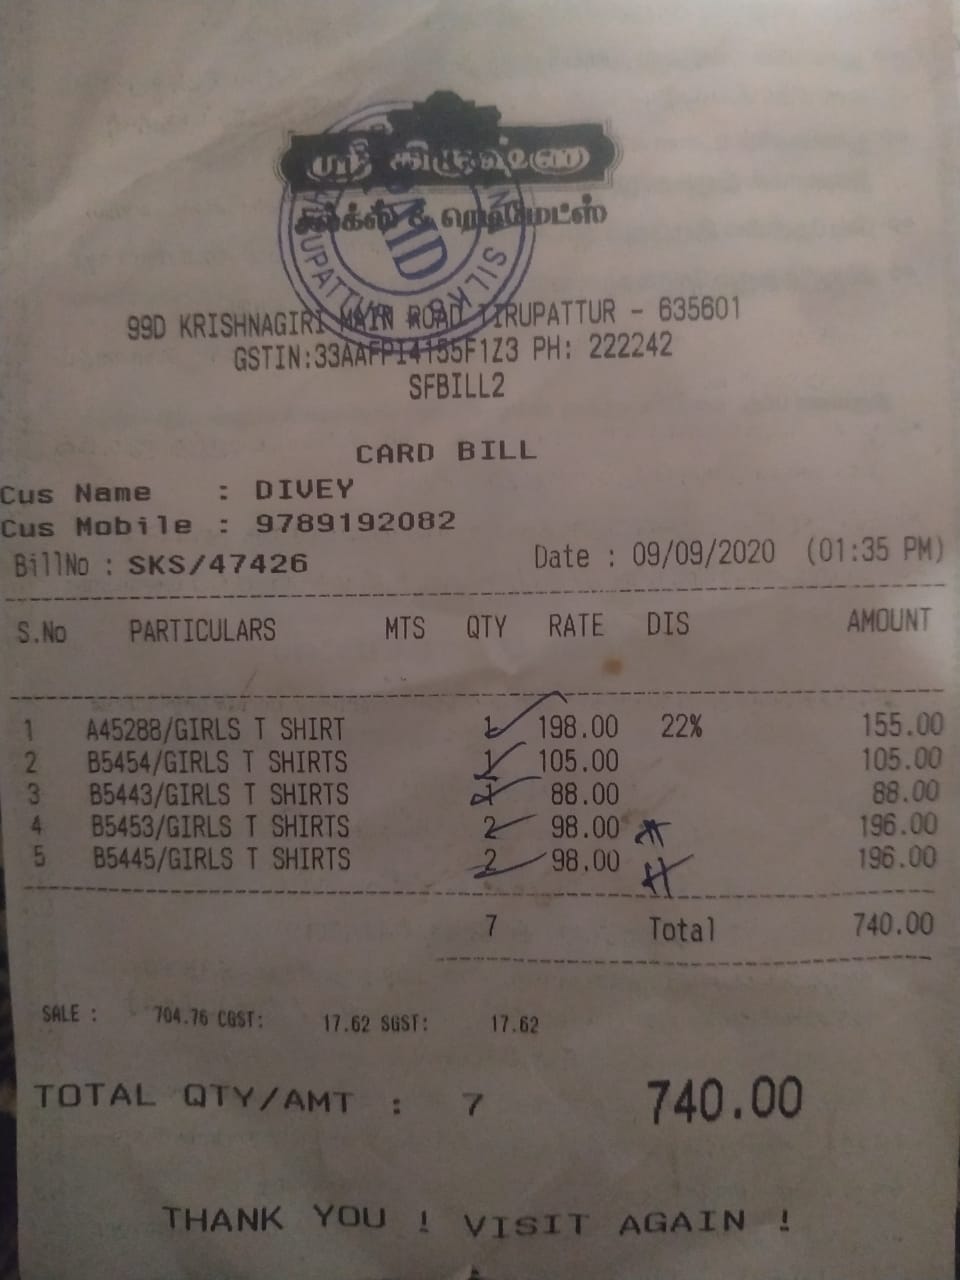 ஸ்ரீ கிருஷ்ணா
சில்க்ஸ் & ரெடிமேட்ஸ்
PAID
SILKS
TIRUPATTUR
99D KRISHNAGIRI MAIN ROAD TIRUPATTUR - 635601
GSTIN:33AAFPI4155F1Z3 PH: 222242
SFBILL2
CARD BILL
Cus Name : DIVEY
Cus Mobile : 9789192082
BillNo : SKS/47426 Date : 09/09/2020 (01:35 PM)
S.No PARTICULARS MTS QTY RATE DIS AMOUNT
1 A45288/GIRLS T SHIRT 1 198.00 22% 155.00
2 B5454/GIRLS T SHIRTS 1 105.00 105.00
3 B5443/GIRLS T SHIRTS 1 88.00 88.00
4 B5453/GIRLS T SHIRTS 2 98.00 196.00
5 B5445/GIRLS T SHIRTS 2 98.00 196.00
7 Total 740.00
SALE : 704.76 CGST: 17.62 SGST: 17.62
TOTAL QTY/AMT : 7 740.00
THANK YOU ! VISIT AGAIN !